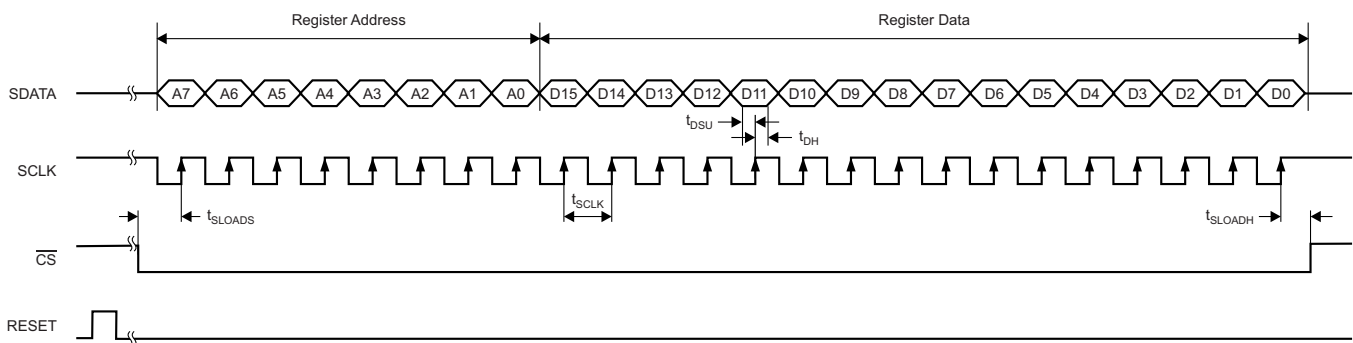 Register Address Register Data
SDATA A7 A6 A5 A4 A3 A2 A1 A0 D15 D14 D13 D12 D11 D10 D9 D8 D7 D6 D5 D4 D3 D2 D1 D0
tDSU
tDH
SCLK
tSLOADS tSCLK tSLOADH
CS
RESET